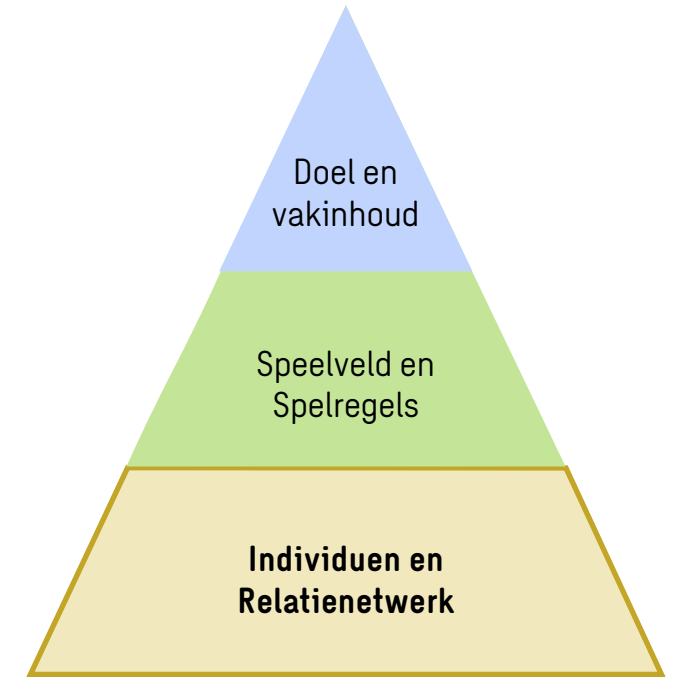 Doel en
vakinhoud
Speelveld en
Spelregels
Individuen en
Relatienetwerk